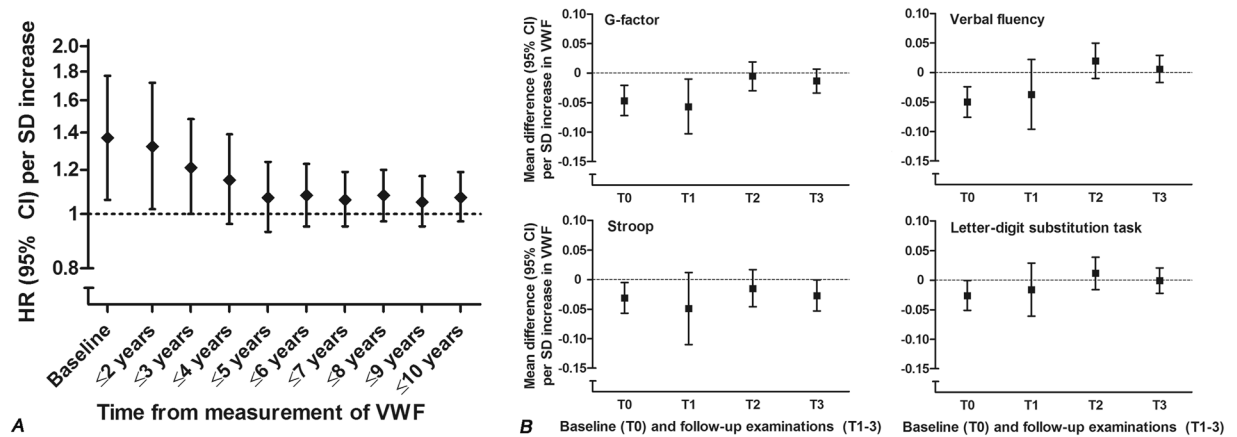 HR (95% CI) per SD increase
2.0
1.8
1.6
1.4
1.2
1
0.8
Baseline
≤2 years
≤3 years
≤4 years
≤5 years
≤6 years
≤7 years
≤8 years
≤9 years
≤10 years
Time from measurement of VWF
A
Mean difference (95% CI)
per SD increase in VWF
0.10
0.05
0
-0.05
-0.10
-0.15
G-factor
T0 T1 T2 T3
0.10
0.05
0
-0.05
-0.10
-0.15
Verbal fluency
T0 T1 T2 T3
Mean difference (95% CI)
per SD increase in VWF
0.10
0.05
0
-0.05
-0.10
-0.15
Stroop
T0 T1 T2 T3
0.10
0.05
0
-0.05
-0.10
-0.15
Letter-digit substitution task
T0 T1 T2 T3
B Baseline (T0) and follow-up examinations (T1-3) Baseline (T0) and follow-up examinations (T1-3)